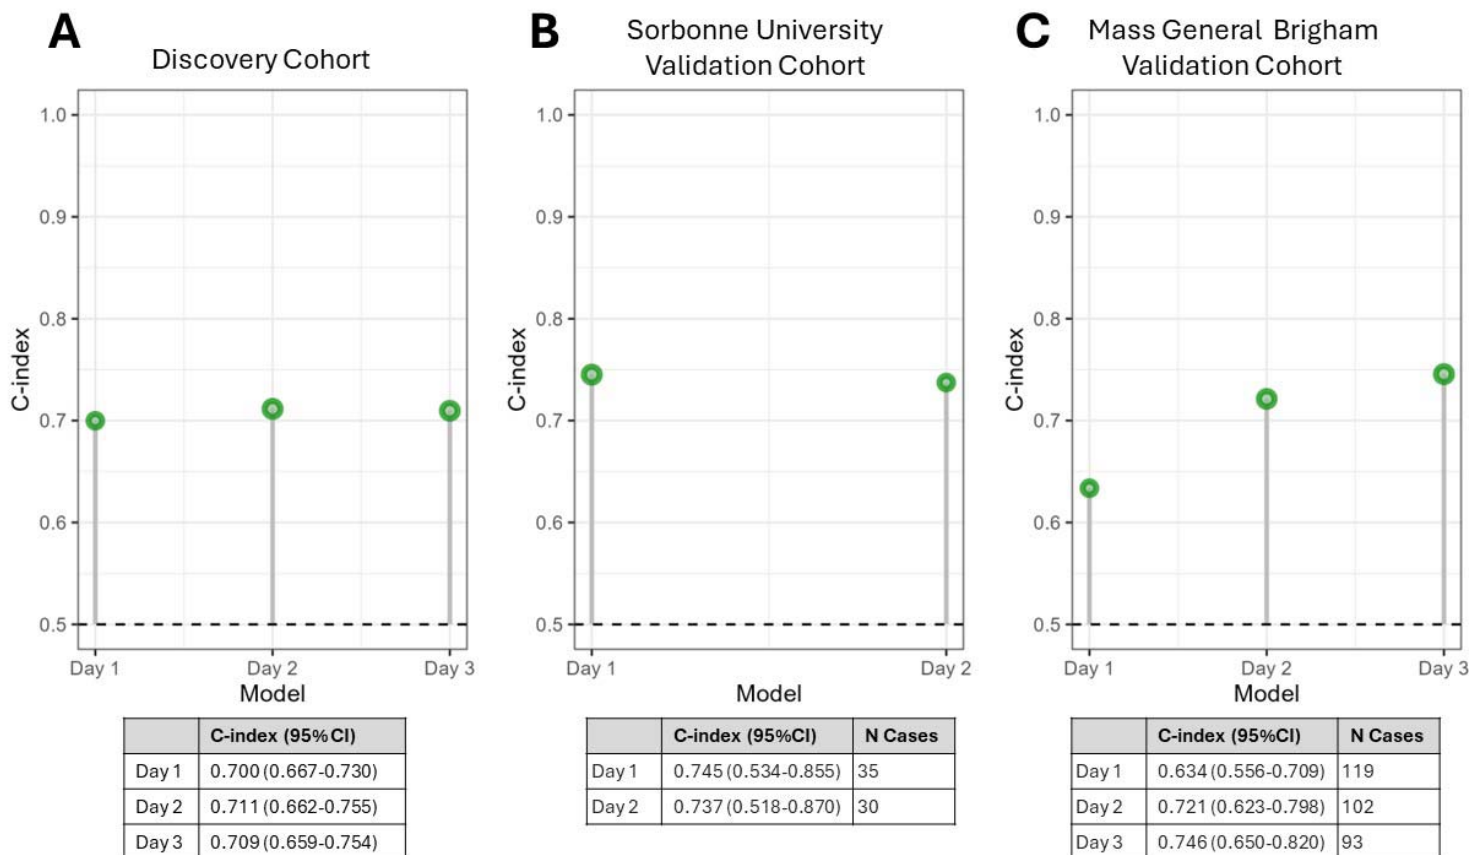 A
Discovery Cohort
1.0
0.9
0.8
0.7
0.6
0.5
C-index
Day 1
Day 2
Day 3
Model
C-index (95%CI)
Day 1 0.700 (0.667-0.730)
Day 2 0.711 (0.662-0.755)
Day 3 0.709 (0.659-0.754)
B
Sorbonne University
Validation Cohort
1.0
0.9
0.8
0.7
0.6
0.5
C-index
Day 1
Day 2
Model
C-index (95%CI) N Cases
Day 1 0.745 (0.534-0.855) 35
Day 2 0.737 (0.518-0.870) 30
C
Mass General Brigham
Validation Cohort
1.0
0.9
0.8
0.7
0.6
0.5
C-index
Day 1
Day 2
Day 3
Model
C-index (95%CI) N Cases
Day 1 0.634 (0.556-0.709) 119
Day 2 0.721 (0.623-0.798) 102
Day 3 0.746 (0.650-0.820) 93